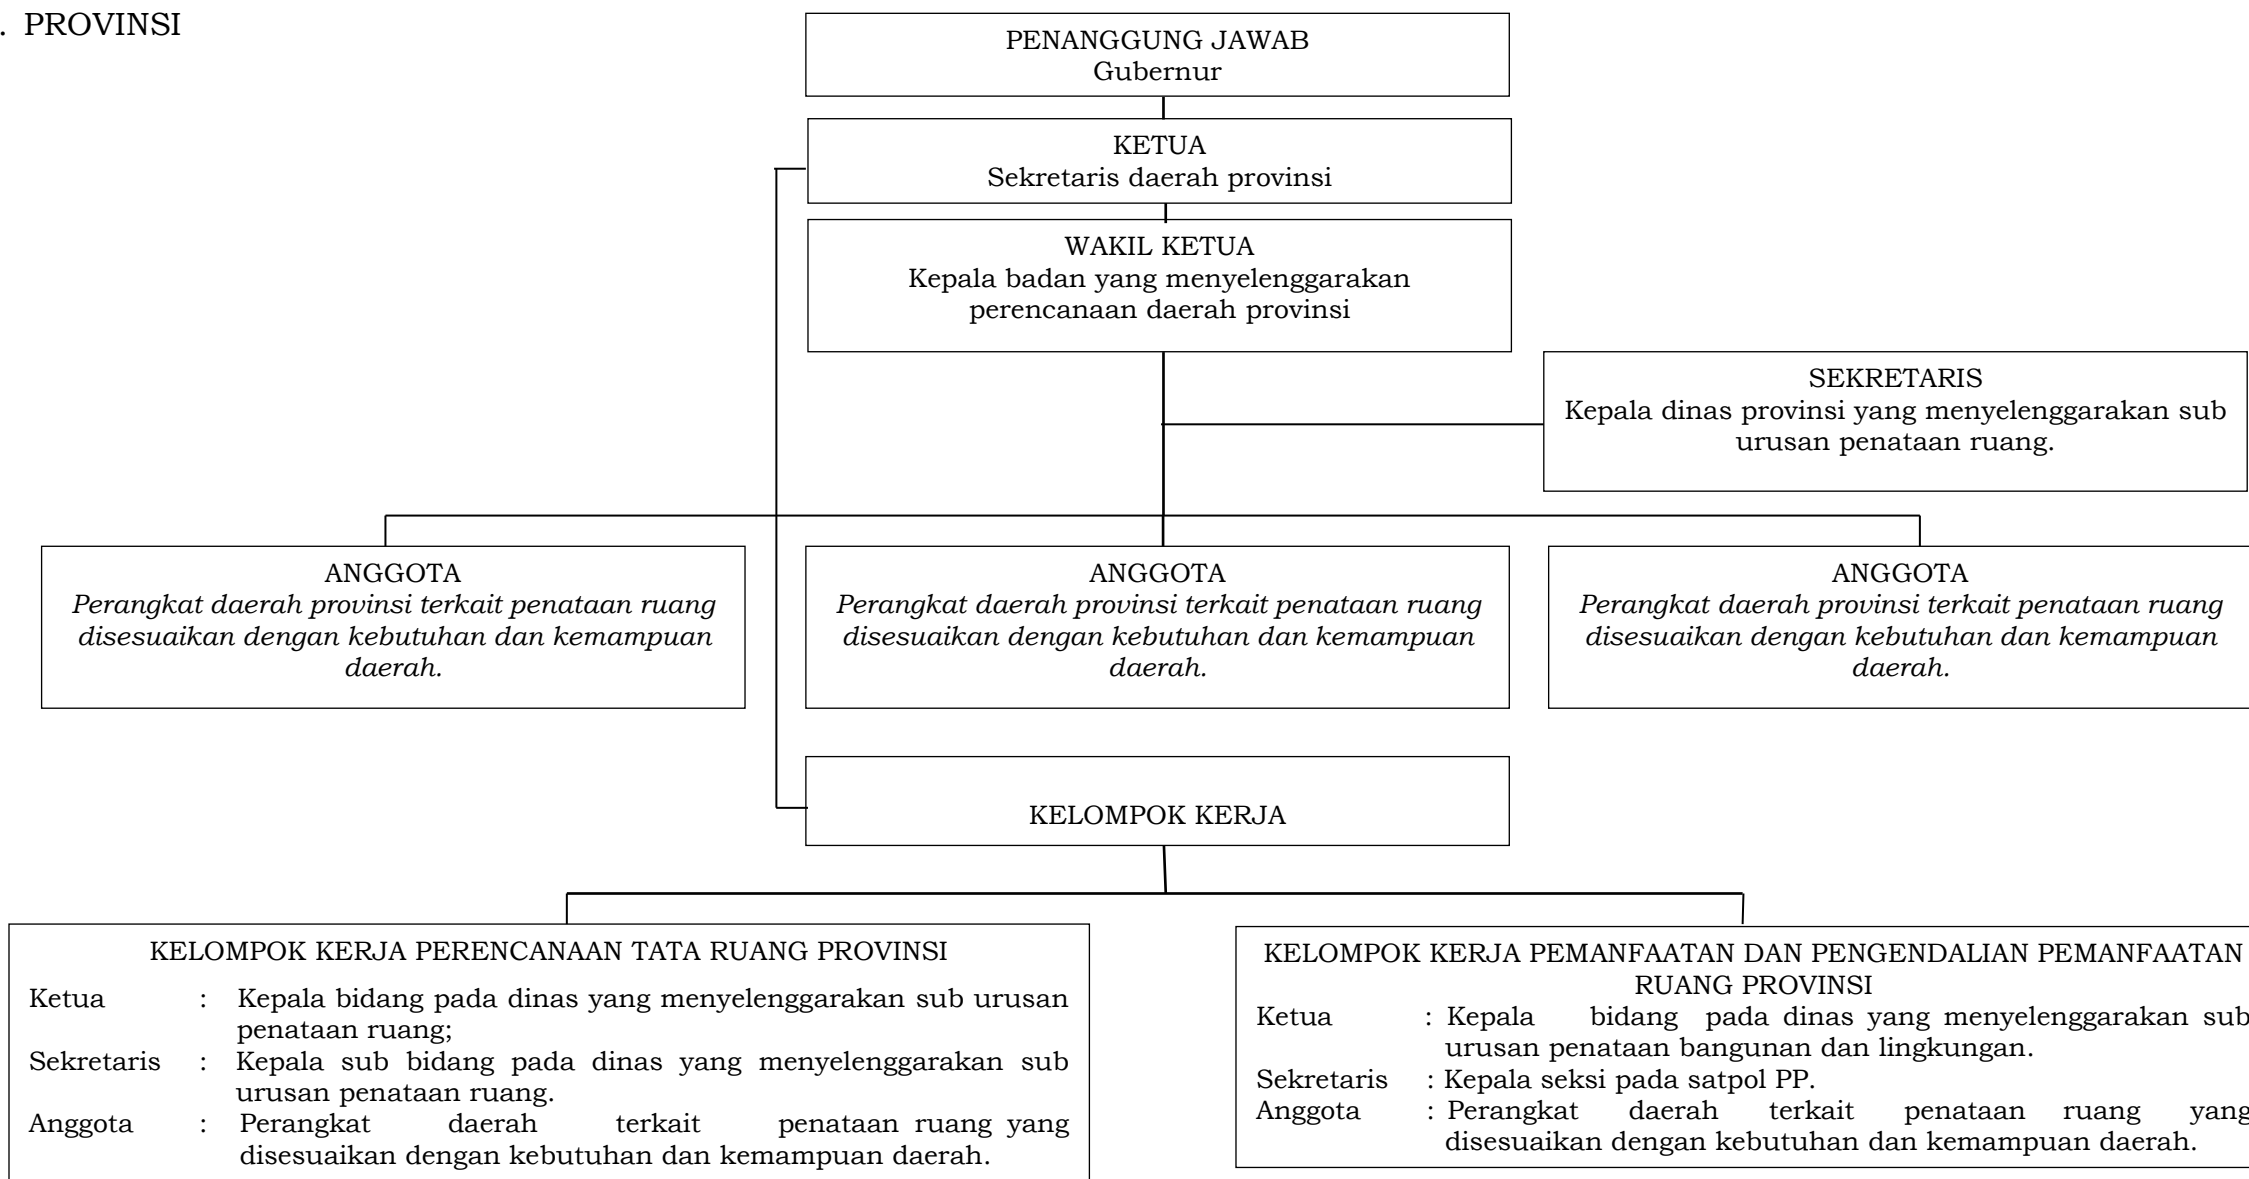 . PROVINSI
PENANGGUNG JAWAB
Gubernur
KETUA
Sekretaris daerah provinsi
WAKIL KETUA
Kepala badan yang menyelenggarakan
perencanaan daerah provinsi
SEKRETARIS
Kepala dinas provinsi yang menyelenggarakan sub
urusan penataan ruang.
ANGGOTA
Perangkat daerah provinsi terkait penataan ruang
disesuaikan dengan kebutuhan dan kemampuan
daerah.
ANGGOTA
Perangkat daerah provinsi terkait penataan ruang
disesuaikan dengan kebutuhan dan kemampuan
daerah.
ANGGOTA
Perangkat daerah provinsi terkait penataan ruang
disesuaikan dengan kebutuhan dan kemampuan
daerah.
KELOMPOK KERJA
KELOMPOK KERJA PERENCANAAN TATA RUANG PROVINSI
Ketua : Kepala bidang pada dinas yang menyelenggarakan sub urusan
penataan ruang;
Sekretaris : Kepala sub bidang pada dinas yang menyelenggarakan sub
urusan penataan ruang.
Anggota : Perangkat daerah terkait penataan ruang yang
disesuaikan dengan kebutuhan dan kemampuan daerah.
KELOMPOK KERJA PEMANFAATAN DAN PENGENDALIAN PEMANFAATAN
RUANG PROVINSI
Ketua : Kepala bidang pada dinas yang menyelenggarakan sub
urusan penataan bangunan dan lingkungan.
Sekretaris : Kepala seksi pada satpol PP.
Anggota : Perangkat daerah terkait penataan ruang yang
disesuaikan dengan kebutuhan dan kemampuan daerah.